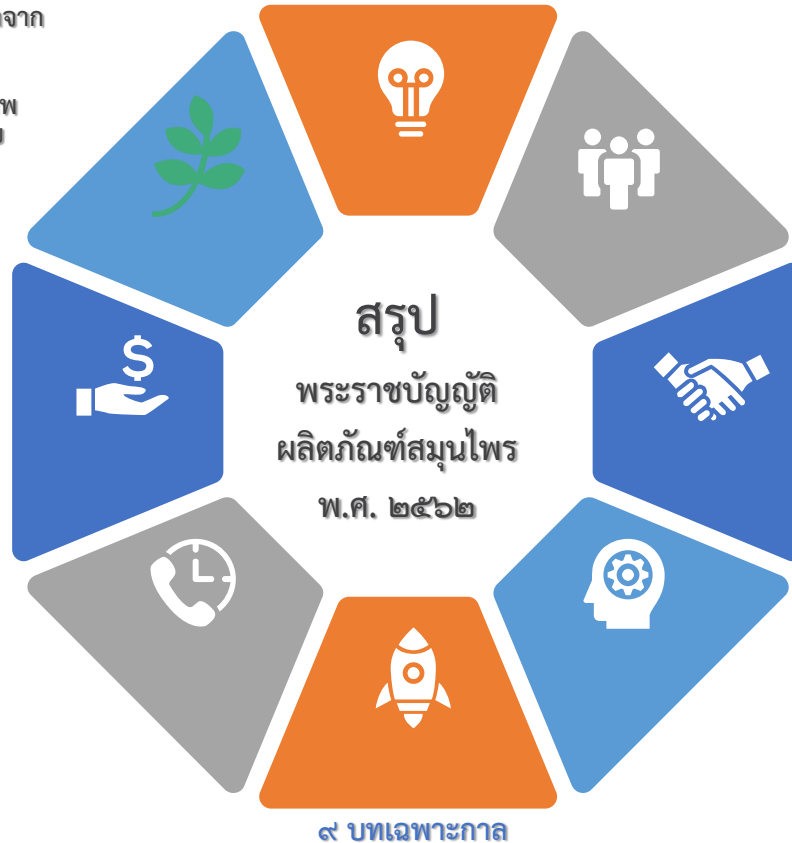 สรุป
พระราชบัญญัติ
ผลิตภัณฑ์สมุนไพร
พ.ศ. ๒๕๖๒
๙ บทเฉพาะกาล